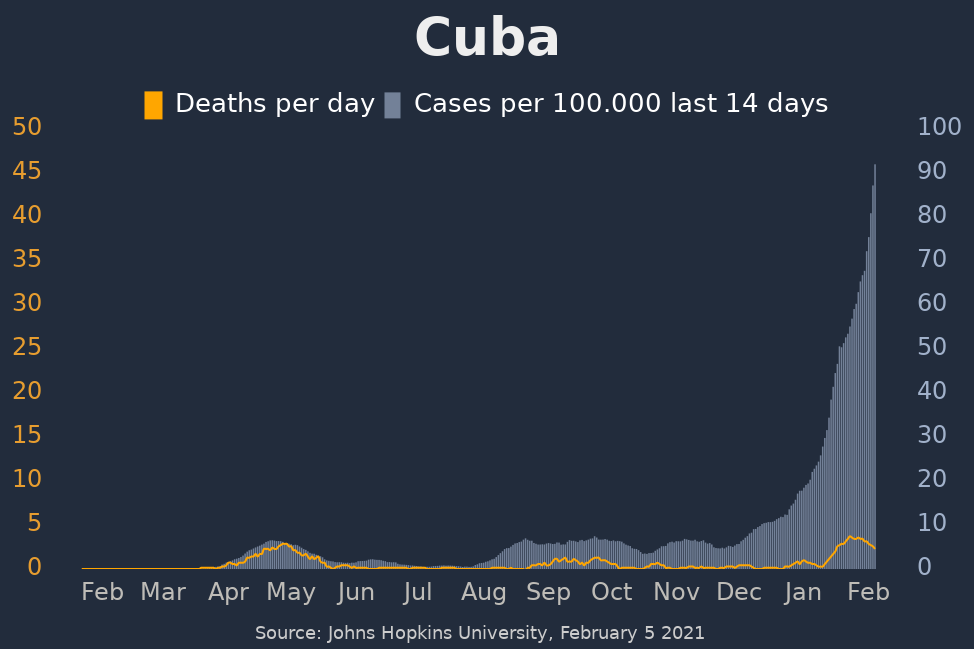 Cuba
Deaths per day Cases per 100.000 last 14 days
50 100
45 90
40 80
35 70
30 60
25 50
20 40
15 30
10 20
5 10
0 0
Feb Mar Apr May Jun Jul Aug Sep Oct Nov Dec Jan Feb
Source: Johns Hopkins University, February 5 2021